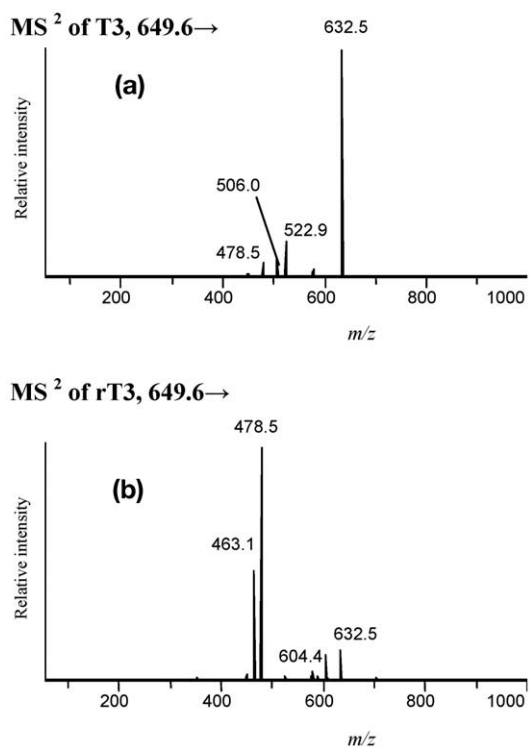 MS 2 of T3, 649.6→
632.5
(a)
Relative intensity
506.0
522.9
478.5
200 400 600 800 1000
m/z
MS 2 of rT3, 649.6→
478.5
(b)
463.1
Relative intensity
604.4
632.5
200 400 600 800 1000
m/z